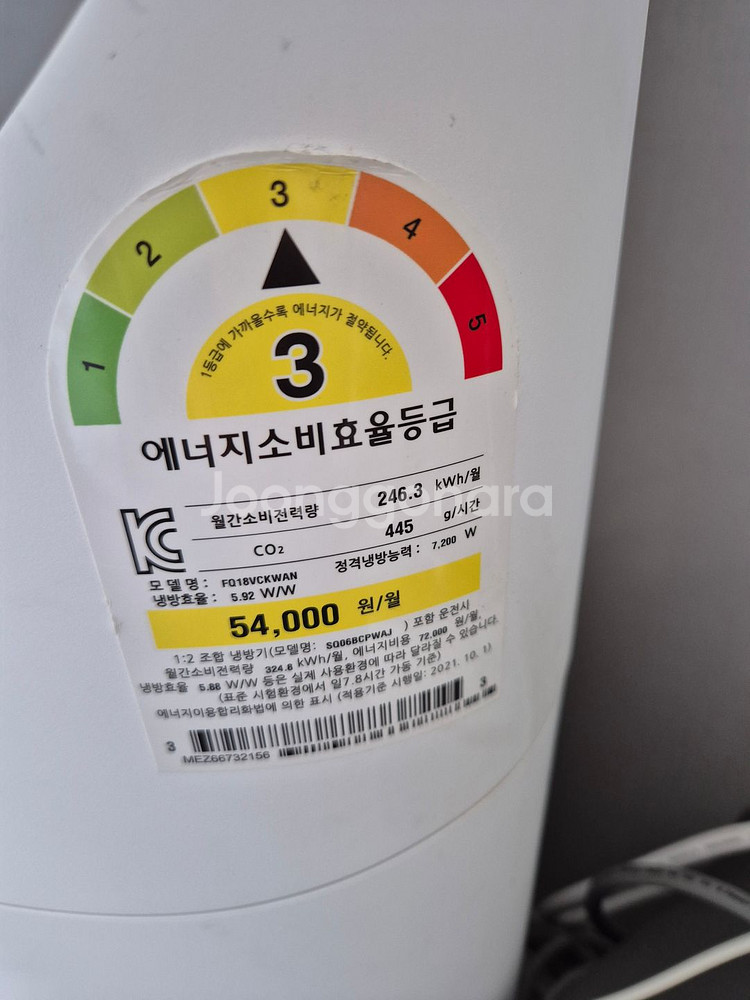 1
2
3
4
5
1등급에 가까울수록 에너지가 절약됩니다.
3
에너지소비효율등급
월간소비전력량 246.3 kWh/월
CO₂ 445 g/시간
모델명 : FQ18VCKWAN 정격냉방능력 : 7,200 W
냉방효율 : 5.92 W/W
54,000 원/월
1:2 조합 냉방기(모델명: SQ06BCPWAJ ) 포함 운전시
월간소비전력량 324.6 kWh/월, 에너지비용 72,000 원/월,
냉방효율 5.86 W/W 등은 실제 사용환경에 따라 달라질 수 있습니다.
(표준 시험환경에서 일7.8시간 가동 기준)
에너지이용합리화법에 의한 표시 (적용기준 시행일: 2021. 10. 1)
3
3
MEZ66732156
Joonggonara